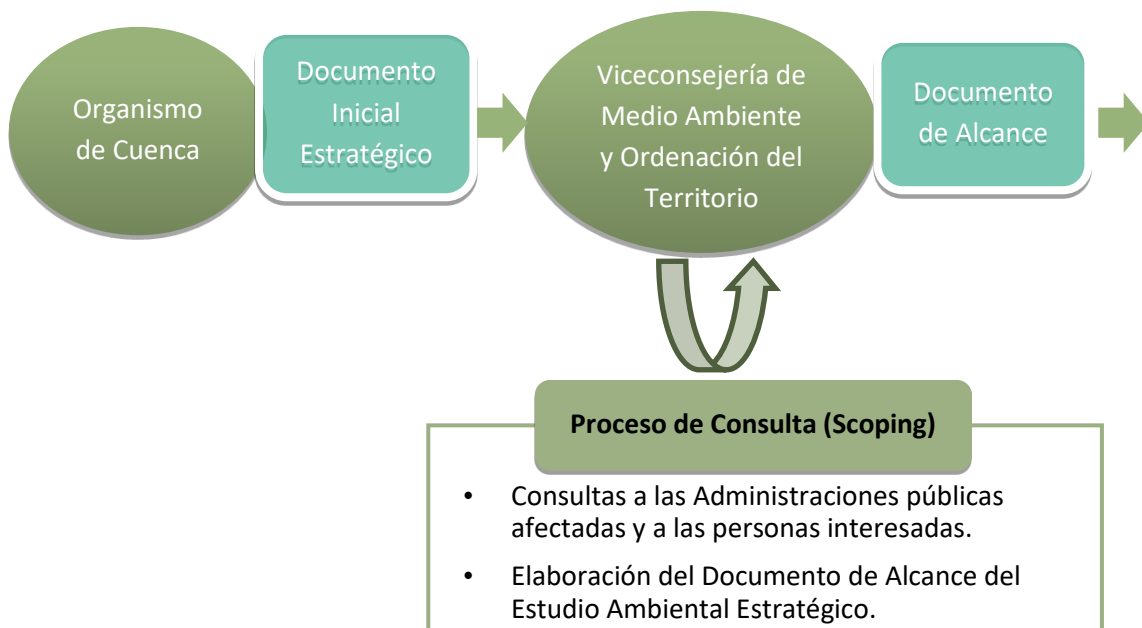 Organismo
de Cuenca
Documento
Inicial
Estratégico
Viceconsejería de
Medio Ambiente
y Ordenación del
Territorio
Documento
de Alcance
Proceso de Consulta (Scoping)
• Consultas a las Administraciones públicas
afectadas y a las personas interesadas.
• Elaboración del Documento de Alcance del
Estudio Ambiental Estratégico.